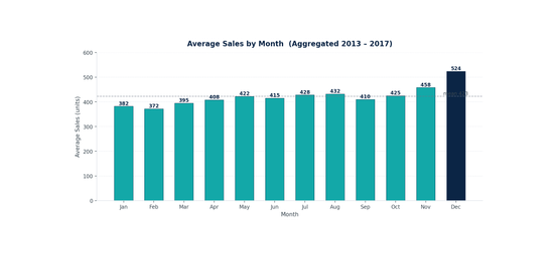 Average Sales by Month (Aggregated 2013 – 2017)
Average Sales (units)
600
500
400
300
200
100
0
382
372
395
408
422
415
428
432
410
425
458
524
Jan
Feb
Mar
Apr
May
Jun
Jul
Aug
Sep
Oct
Nov
Dec
Month